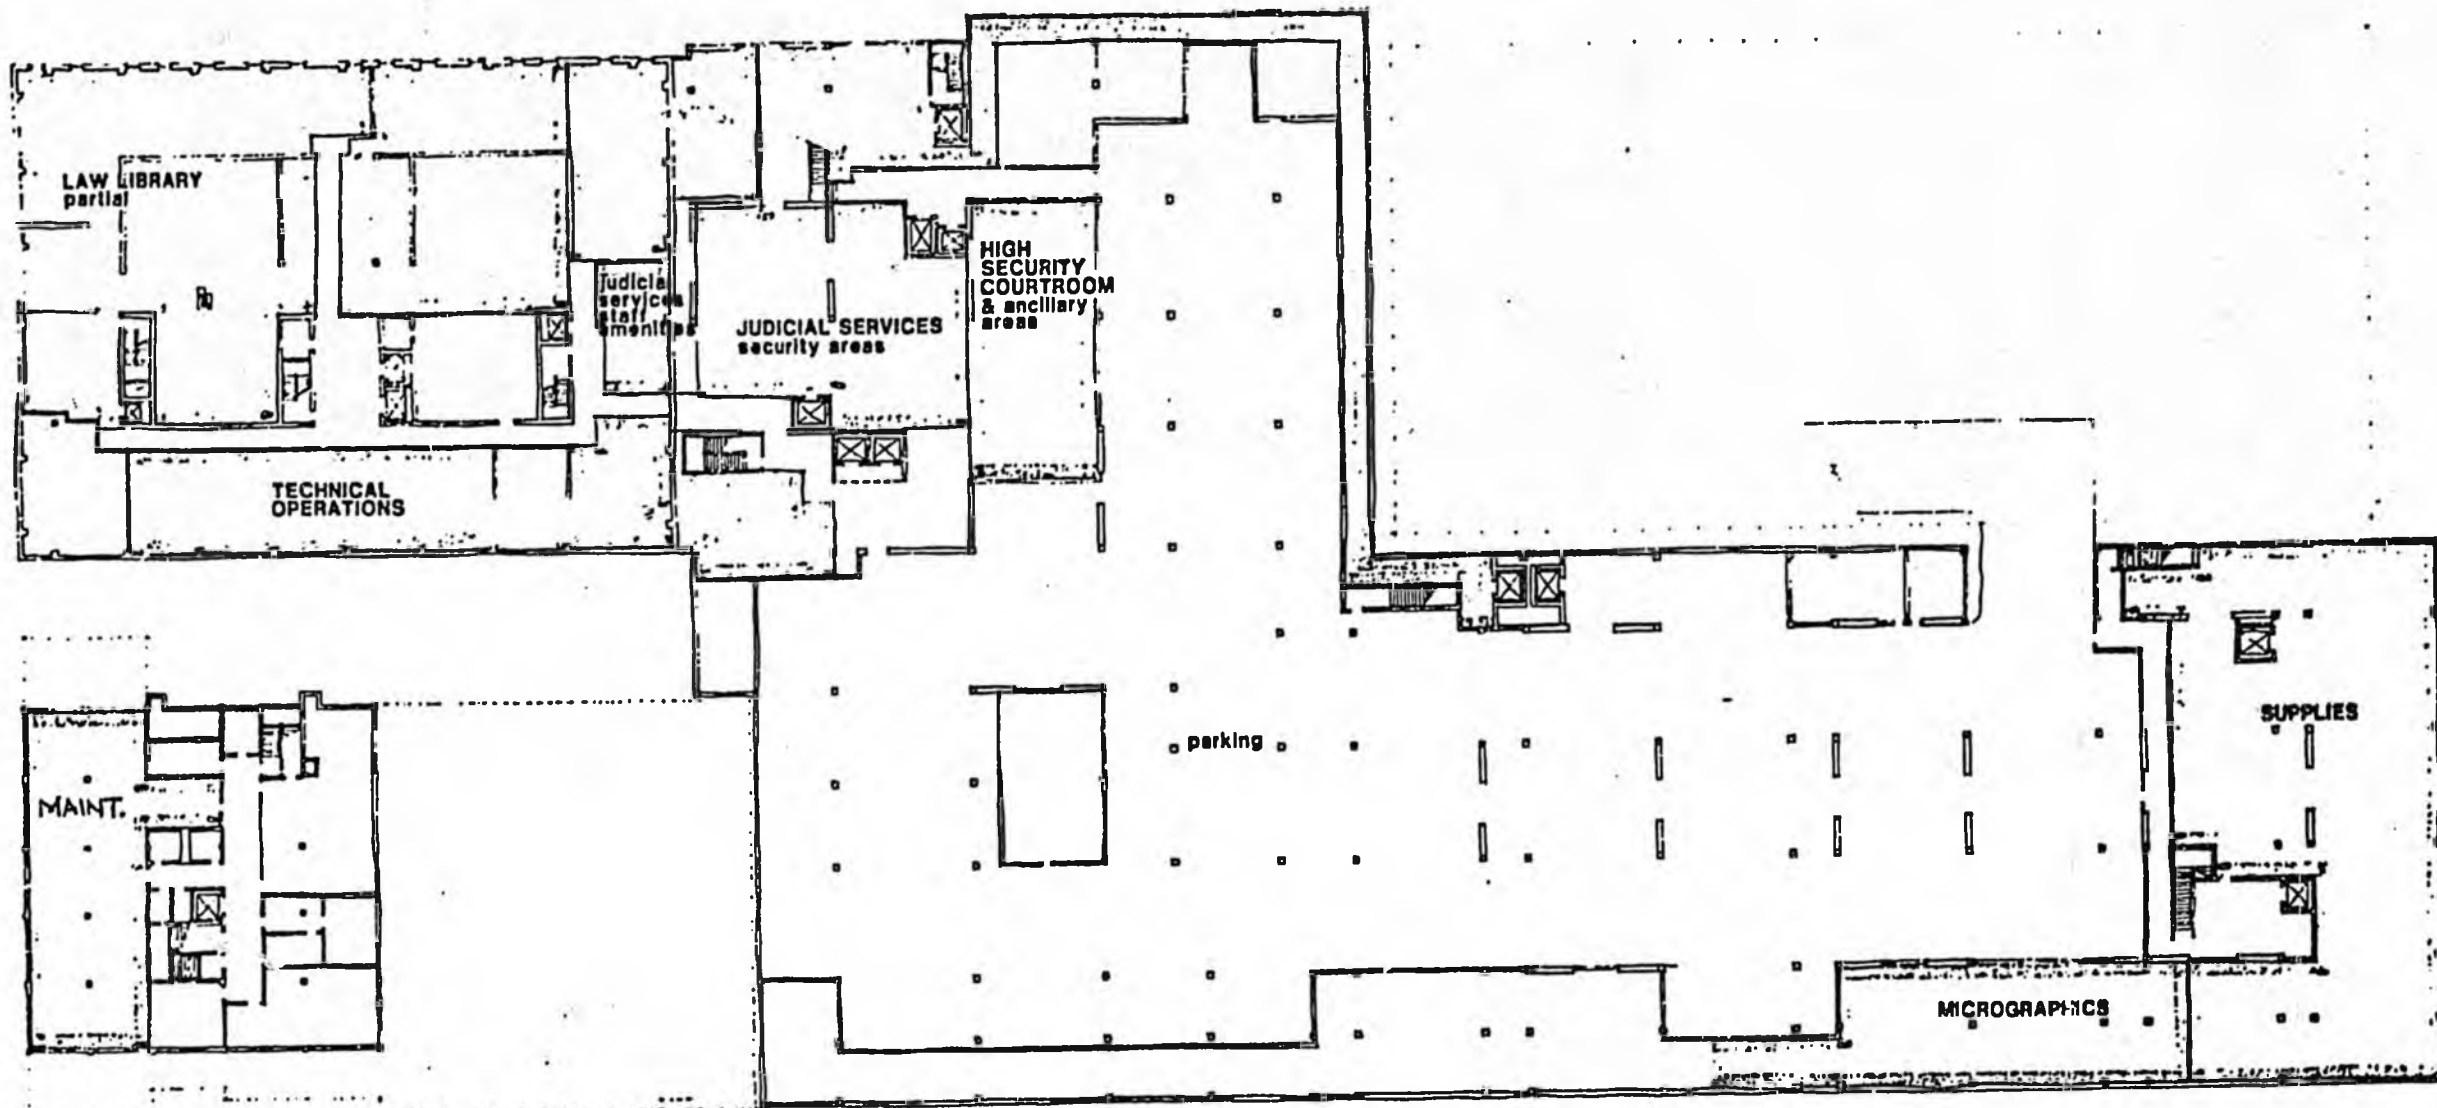 LAW LIBRARY
partial
judicial
services
staff
amenities
JUDICIAL SERVICES
security areas
HIGH
SECURITY
COURTROOM
& ancillary
areas
TECHNICAL
OPERATIONS
parking
SUPPLIES
MAINT.
MICROGRAPHICS